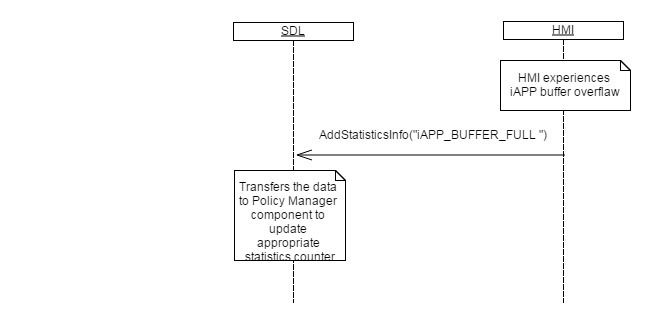 SDL
HMI
HMI experiences
iAPP buffer overflaw
AddStatisticsInfo("iAPP_BUFFER_FULL ")
Transfers the data
to Policy Manager
component to
update
appropriate
statistics counter